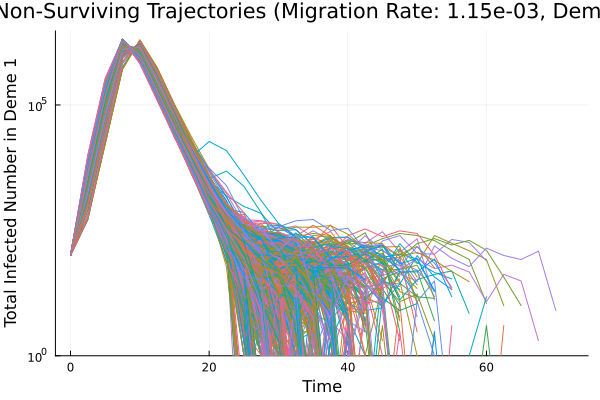 Non-Surviving Trajectories (Migration Rate: 1.15e-03, Dem
Total Infected Number in Deme 1
10^5
10^0
0 20 40 60
Time